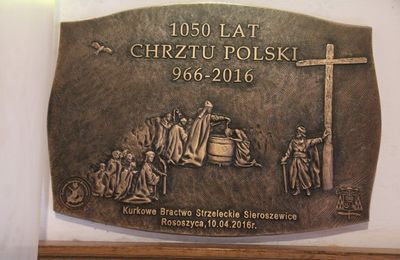 1050 LAT
CHRZTU POLSKI
966-2016
Kurkowe Bractwo Strzeleckie Sieroszewice
Rososzyca, 10.04.2016r.